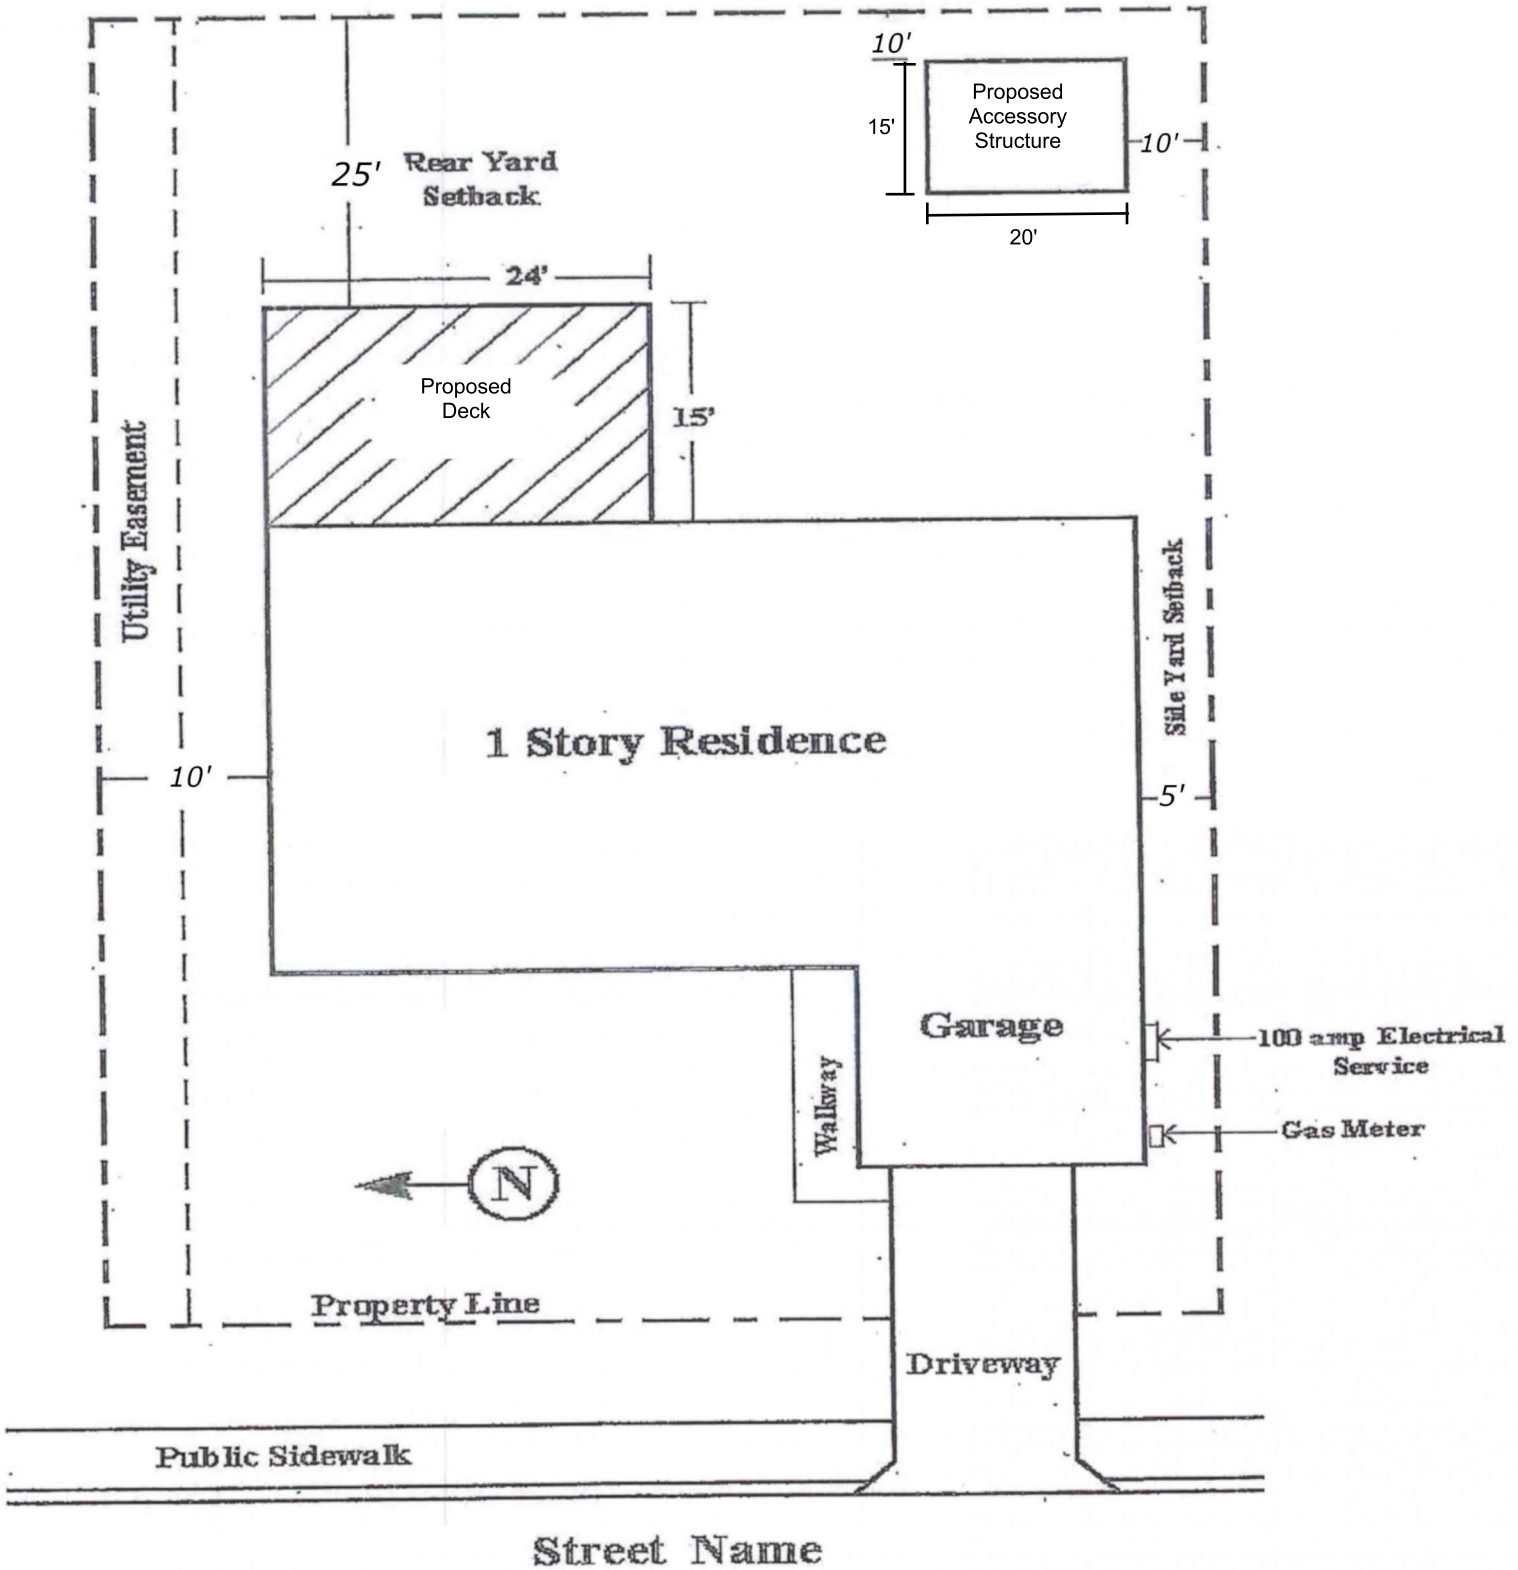 10'
Proposed
Accessory
Structure
15'
10'
20'
25'
Rear Yard
Setback
24'
Proposed
Deck
15'
Utility Easement
Side Yard Setback
1 Story Residence
10'
5'
Garage
100 amp Electrical
Service
Walkway
Gas Meter
N
Property Line
Driveway
Public Sidewalk
Street Name